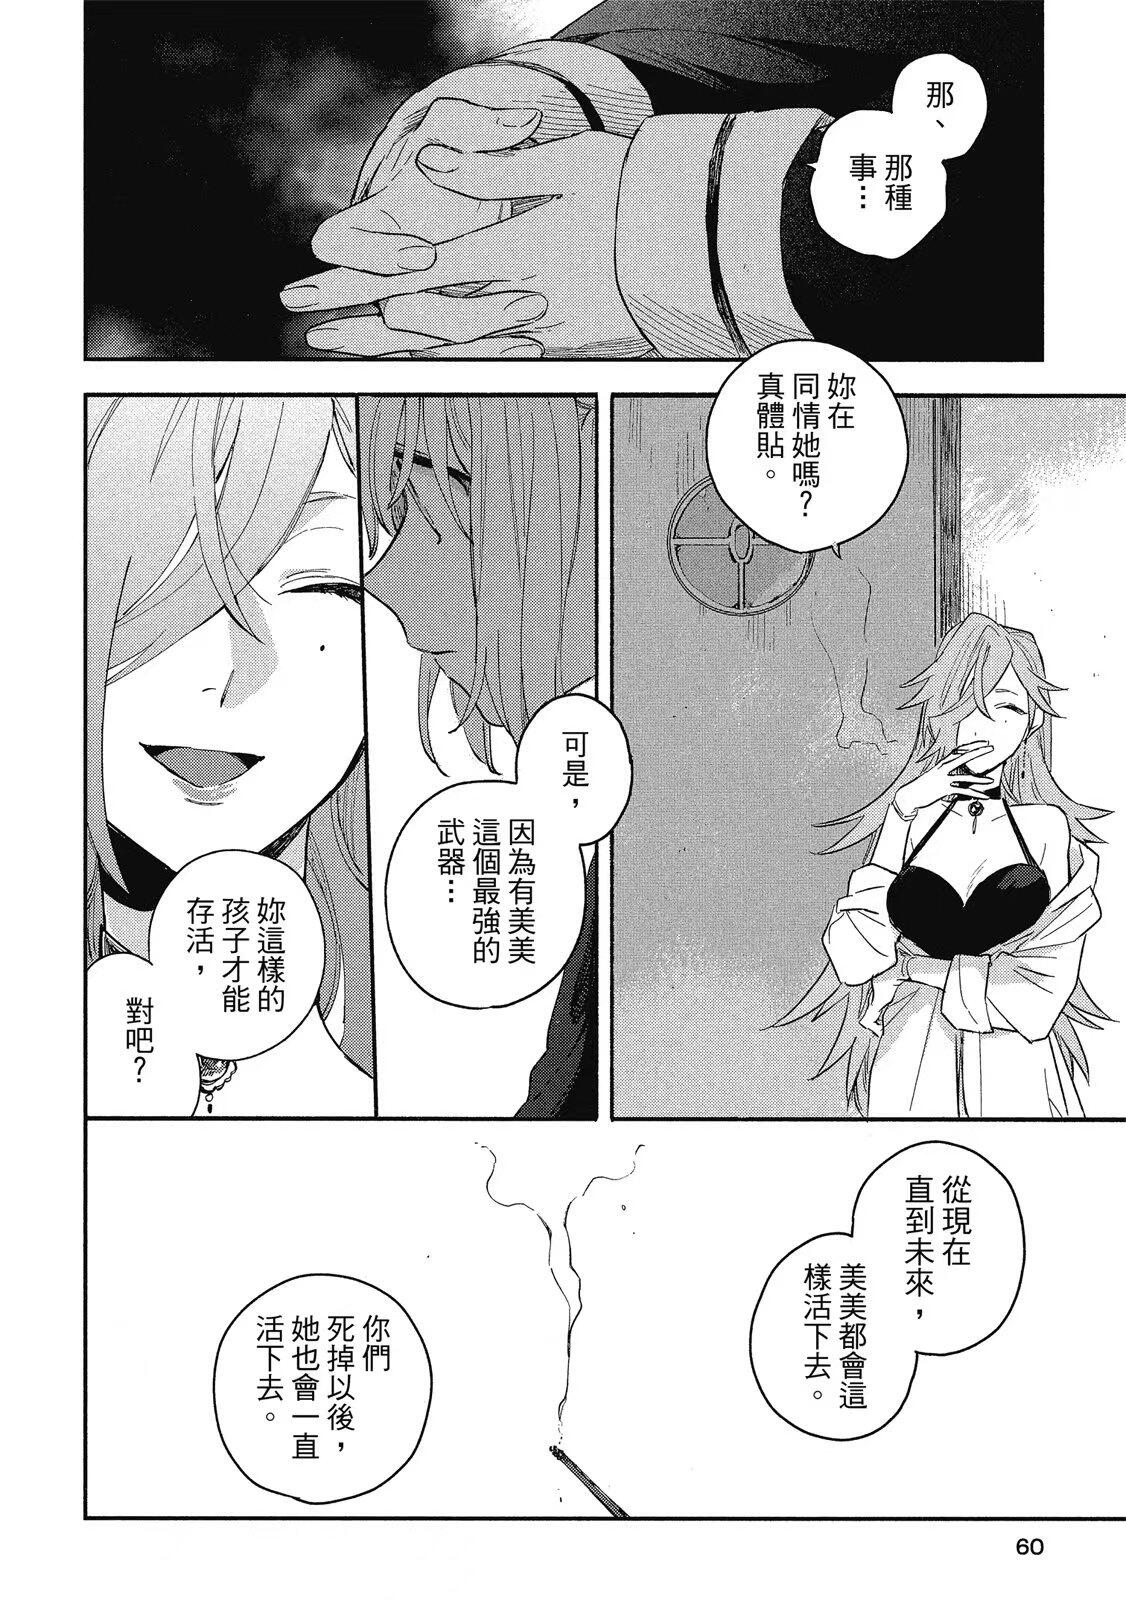 那、
那種
事…
妳在
同情她嗎？
真體貼。
可是，
因為有美美
這個最強的
武器…
妳這樣的
孩子才能
存活，
對吧？
從現在
直到未來，
美美都會這
樣活下去。
你們
死掉以後，
她也會一直
活下去。
60